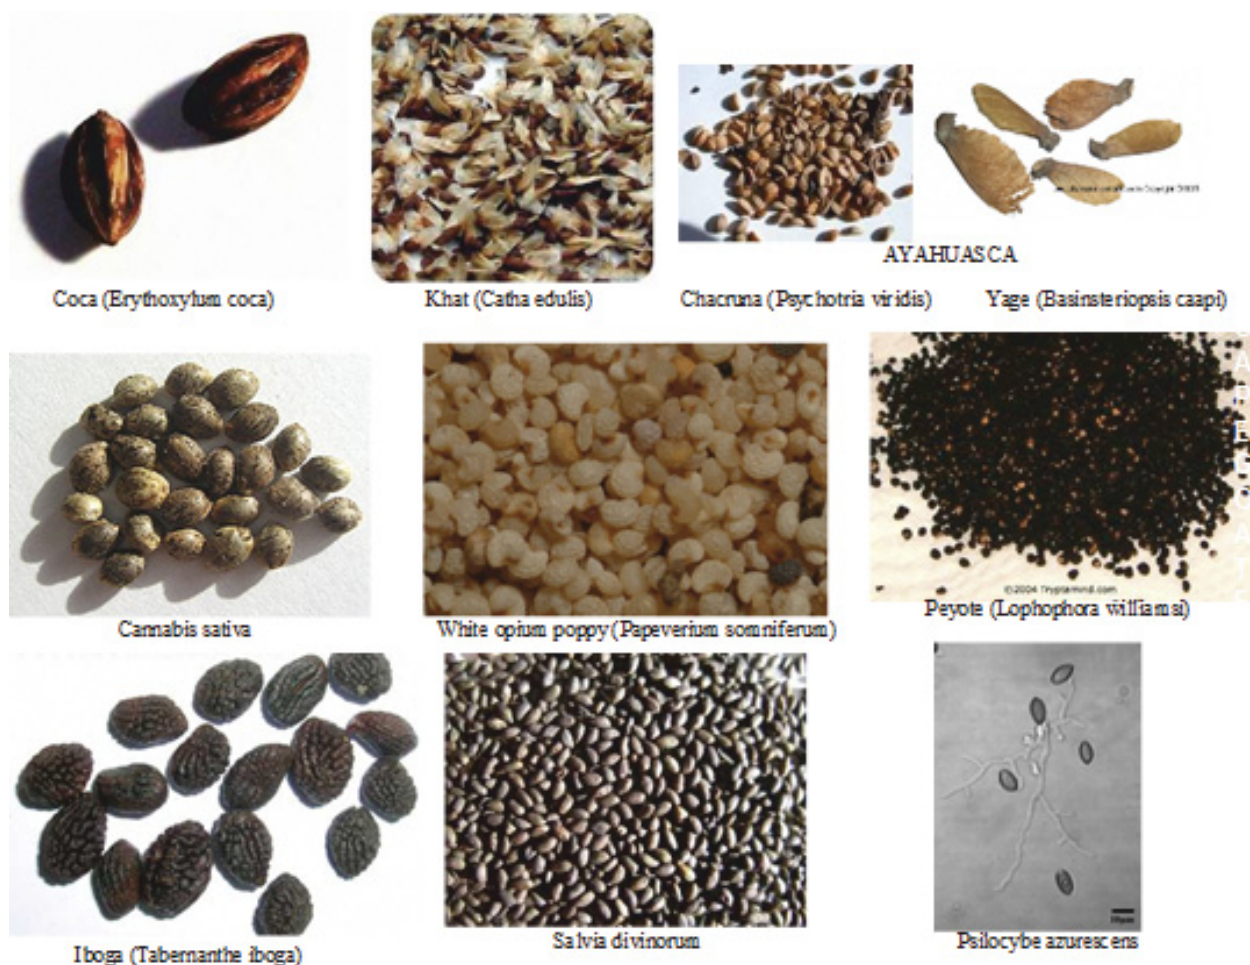 AYAHUASCA
Coca (Erythoxylum coca)
Khat (Catha edulis)
Chacruna (Psychotria viridis)
Yage (Basinsteriopsis caapi)
©2004 Tryptamind.com
Cannabis sativa
White opium poppy (Papeverium somniferum)
Peyote (Lophophora williamsi)
Iboga (Tabernanthe iboga)
Salvia divinorum
Psilocybe azurescens